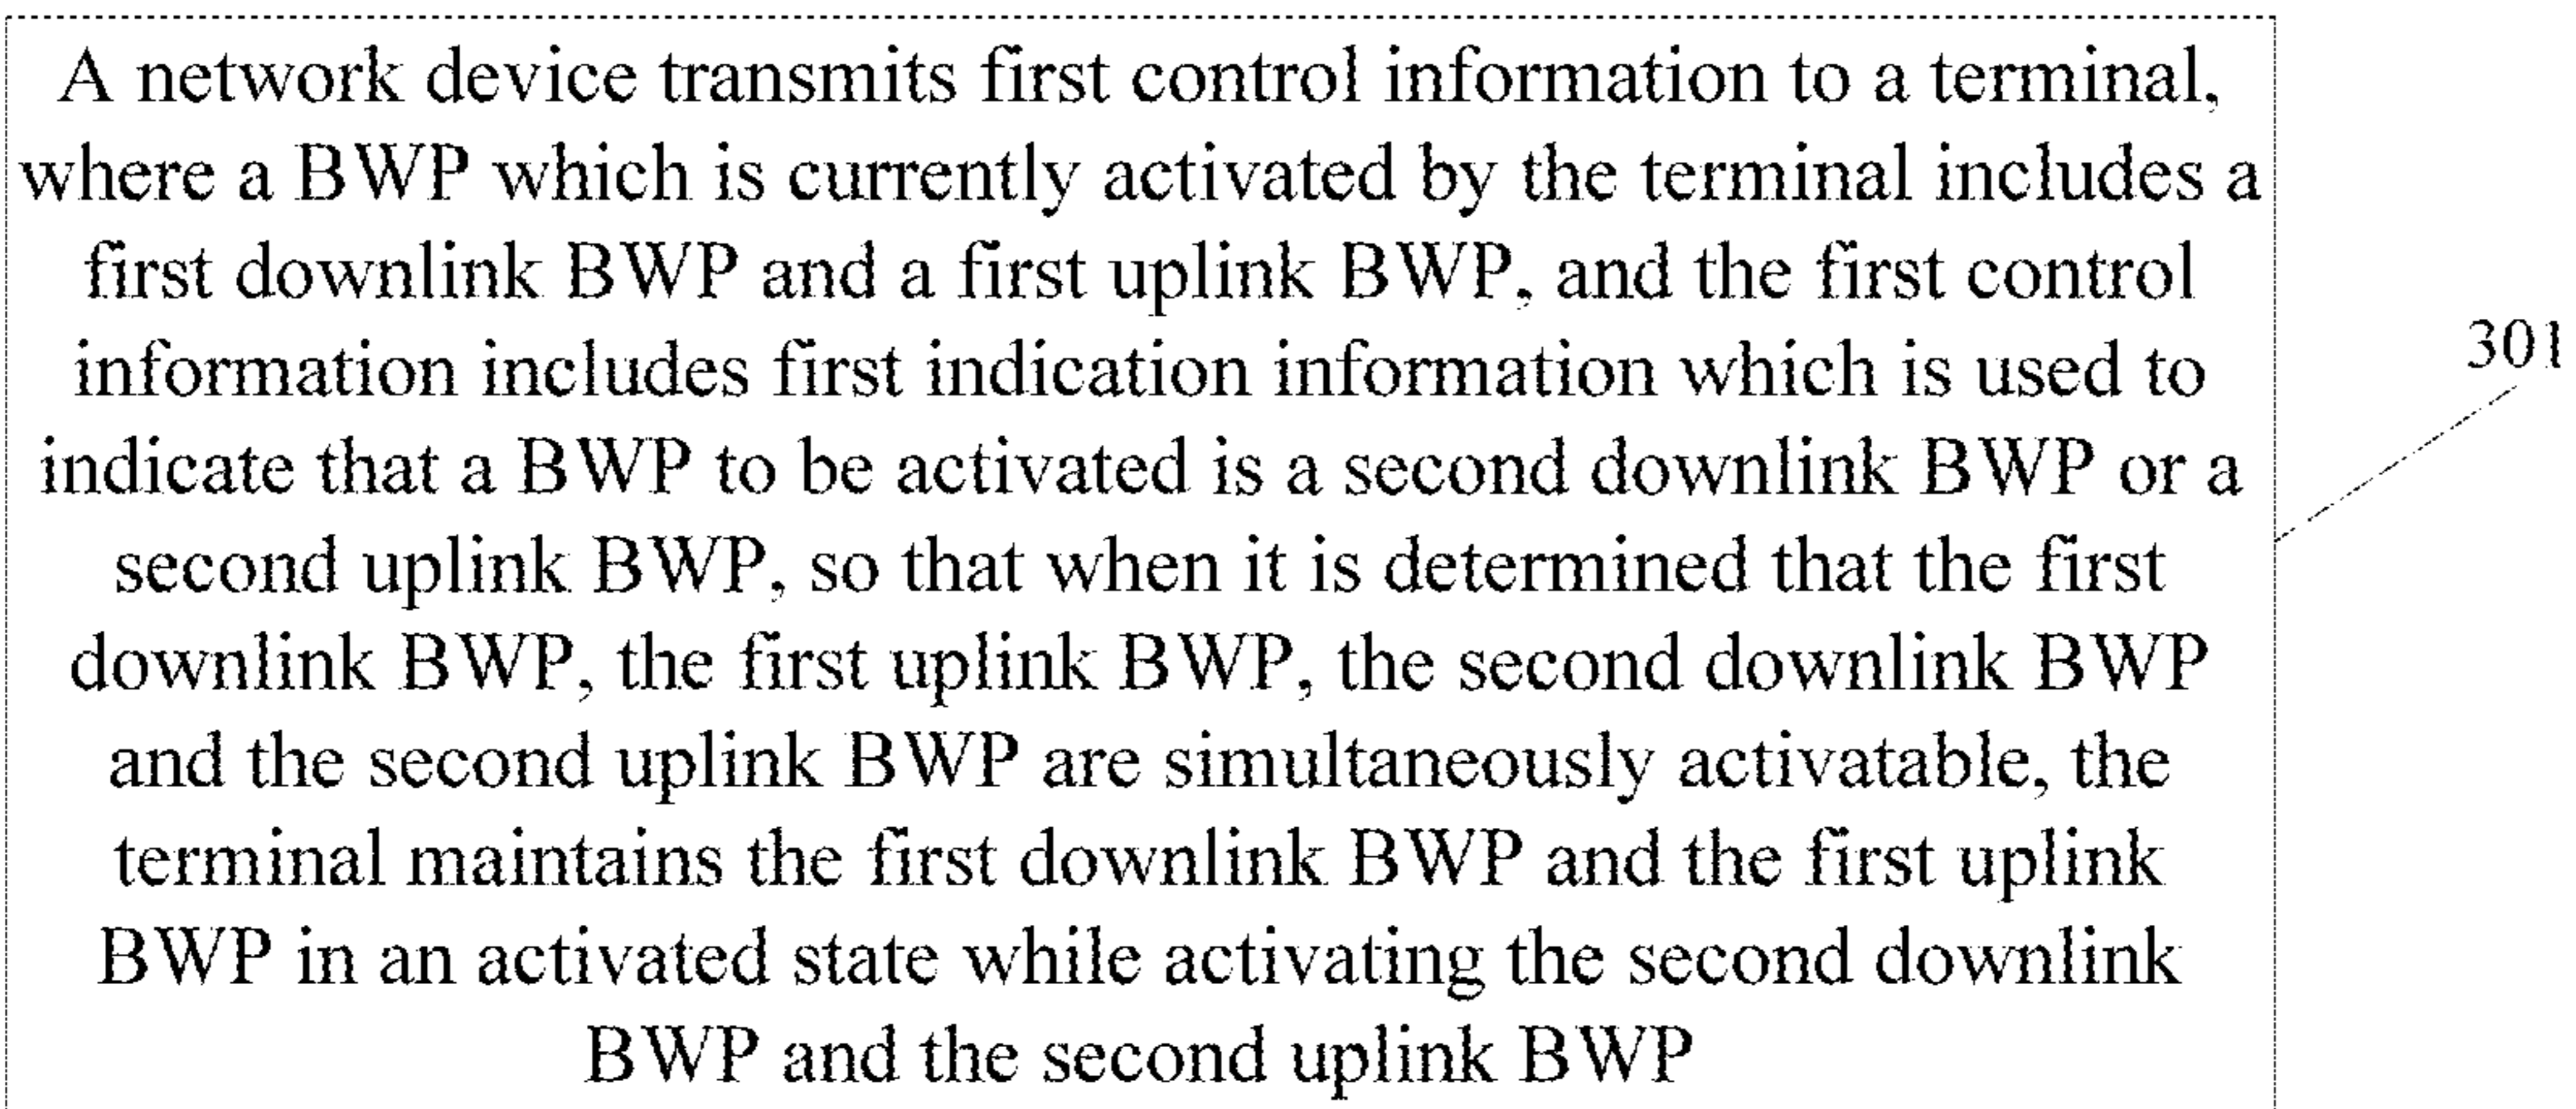 A network device transmits first control information to a terminal,
where a BWP which is currently activated by the terminal includes a
first downlink BWP and a first uplink BWP, and the first control
information includes first indication information which is used to
indicate that a BWP to be activated is a second downlink BWP or a
second uplink BWP, so that when it is determined that the first
downlink BWP, the first uplink BWP, the second downlink BWP
and the second uplink BWP are simultaneously activatable, the
terminal maintains the first downlink BWP and the first uplink
BWP in an activated state while activating the second downlink
BWP and the second uplink BWP
301